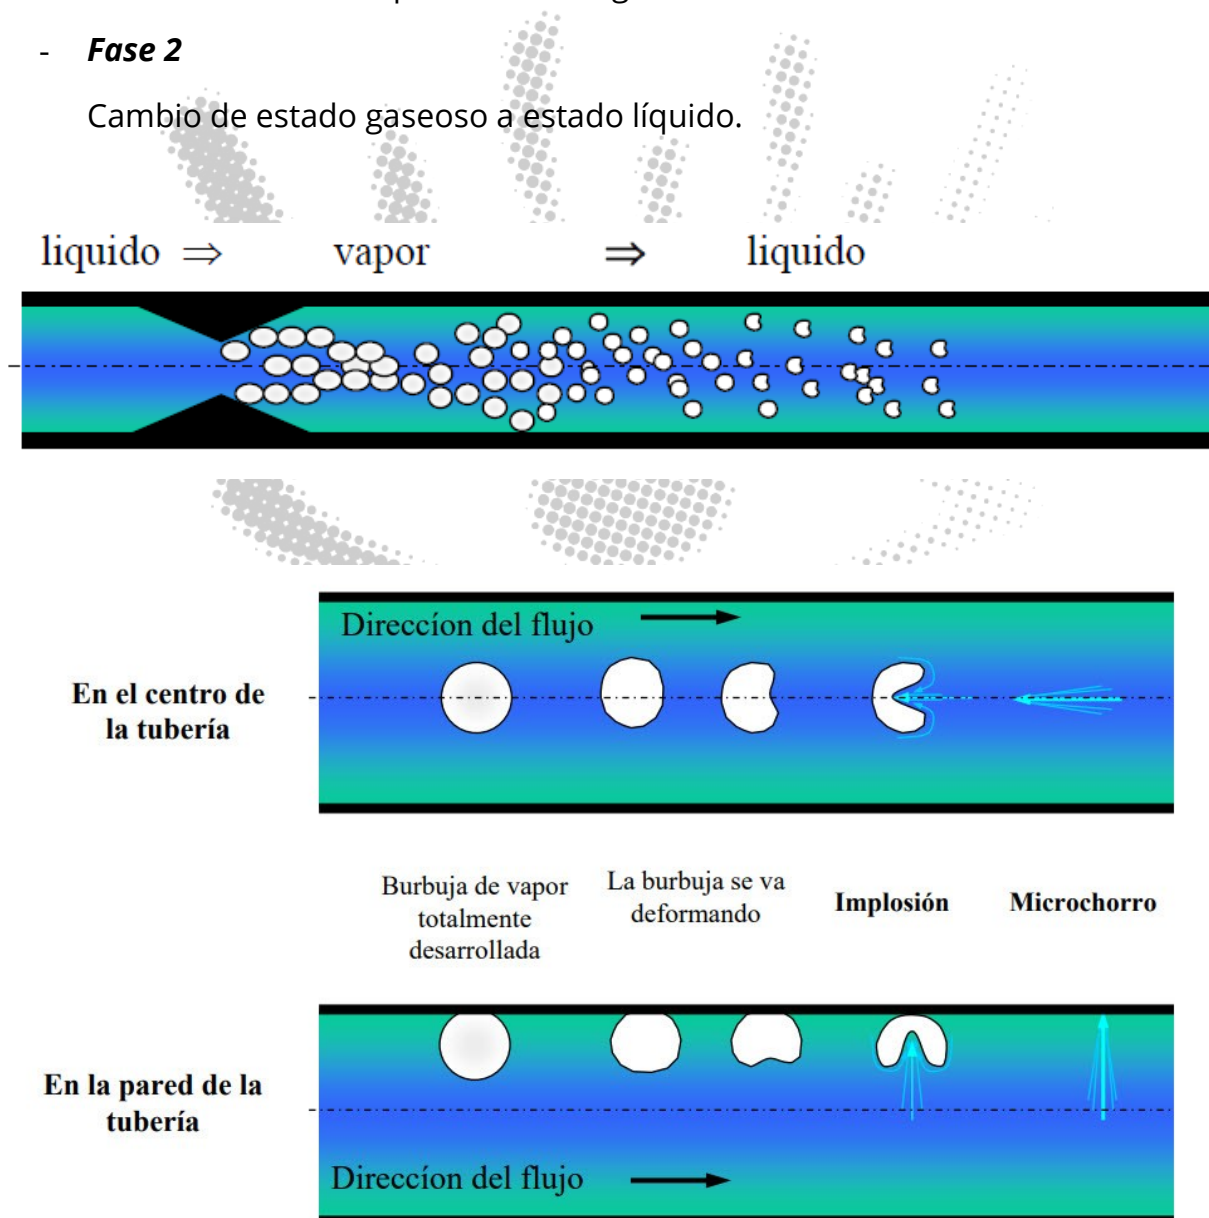 - Fase 2
Cambio de estado gaseoso a estado líquido.
liquido ⇒ vapor ⇒ liquido
Direccíon del flujo
En el centro de
la tubería
Burbuja de vapor
totalmente
desarrollada
La burbuja se va
deformando
Implosión
Microchorro
En la pared de la
tubería
Direccíon del flujo